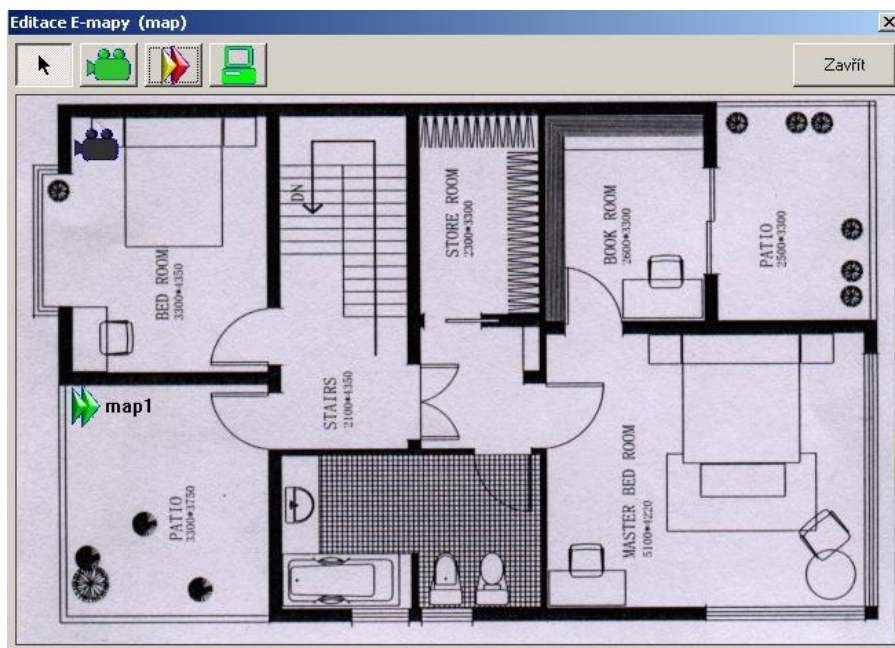 Editace E-mapy (map)
Zavřít
DN
BED ROOM
3300*4350
STORE ROOM
2300*3300
BOOK ROOM
2600*3300
PATIO
2500*3300
map1
STAIRS
2100*4350
PATIO
3300*3750
MASTER BED ROOM
5100*4220